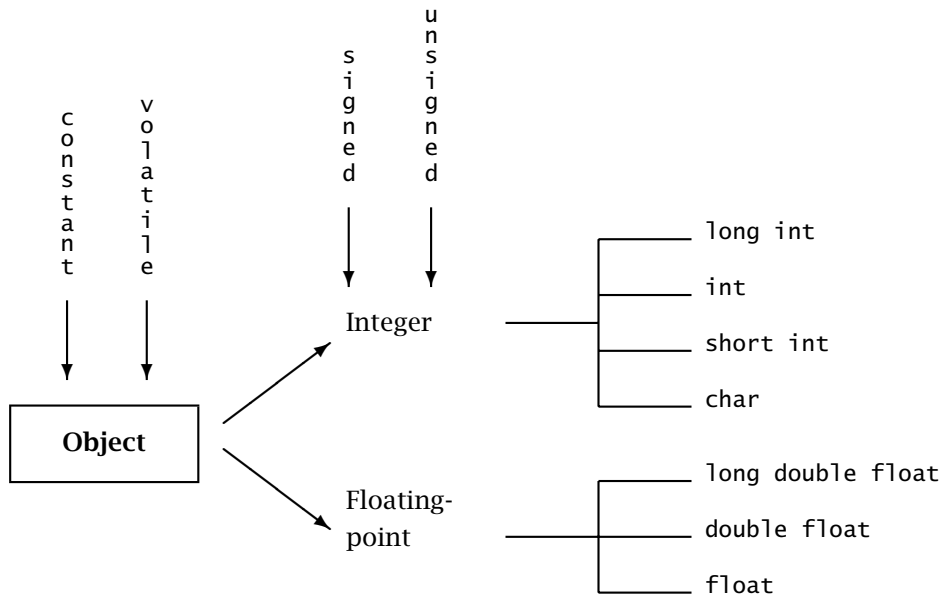 constant
volatile
signed
unsigned
Object
Integer
long int
int
short int
char
Floating-
point
long double float
double float
float